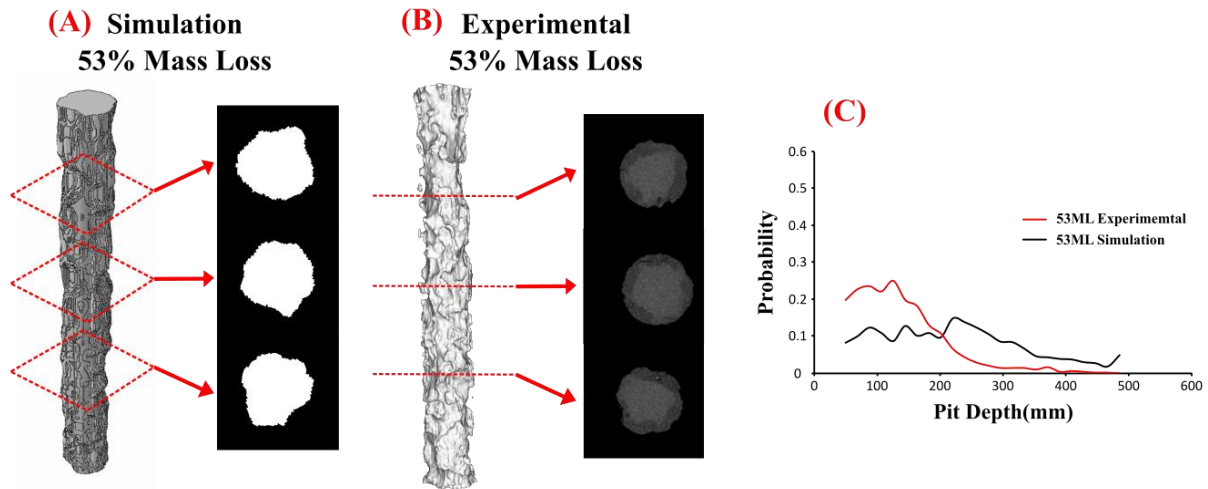 (A) Simulation
53% Mass Loss
(B) Experimental
53% Mass Loss
(C)
0.6
0.5
0.4
0.3
0.2
0.1
0
Probability
53ML Experimemtal
53ML Simulation
0 100 200 300 400 500 600
Pit Depth(mm)